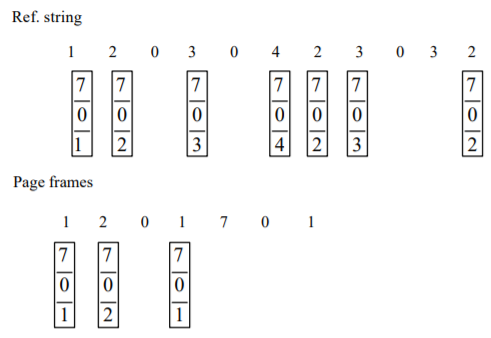 Ref. string
1 2 0 3 0 4 2 3 0 3 2
7 7 7 7 7 7 7
0 0 0 0 0 0 0
1 2 3 4 2 3 2
Page frames
1 2 0 1 7 0 1
7 7 7
0 0 0
1 2 1